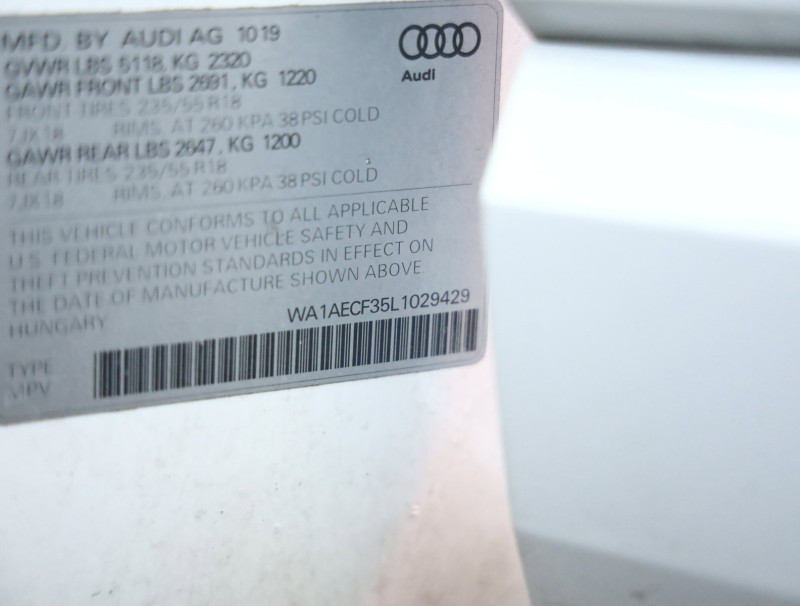 MFD. BY AUDI AG 1019
Audi
GVWR LBS 5118, KG 2320
GAWR FRONT LBS 2691, KG 1220
FRONT TIRES 235/55 R18
7JX18 RIMS, AT 260 KPA 38 PSI COLD
GAWR REAR LBS 2647, KG 1200
REAR TIRES 235/55 R18
7JX18 RIMS, AT 260 KPA 38 PSI COLD
THIS VEHICLE CONFORMS TO ALL APPLICABLE
U.S. FEDERAL MOTOR VEHICLE SAFETY AND
THEFT PREVENTION STANDARDS IN EFFECT ON
THE DATE OF MANUFACTURE SHOWN ABOVE
HUNGARY WA1AECF35L1029429
TYPE
MPV